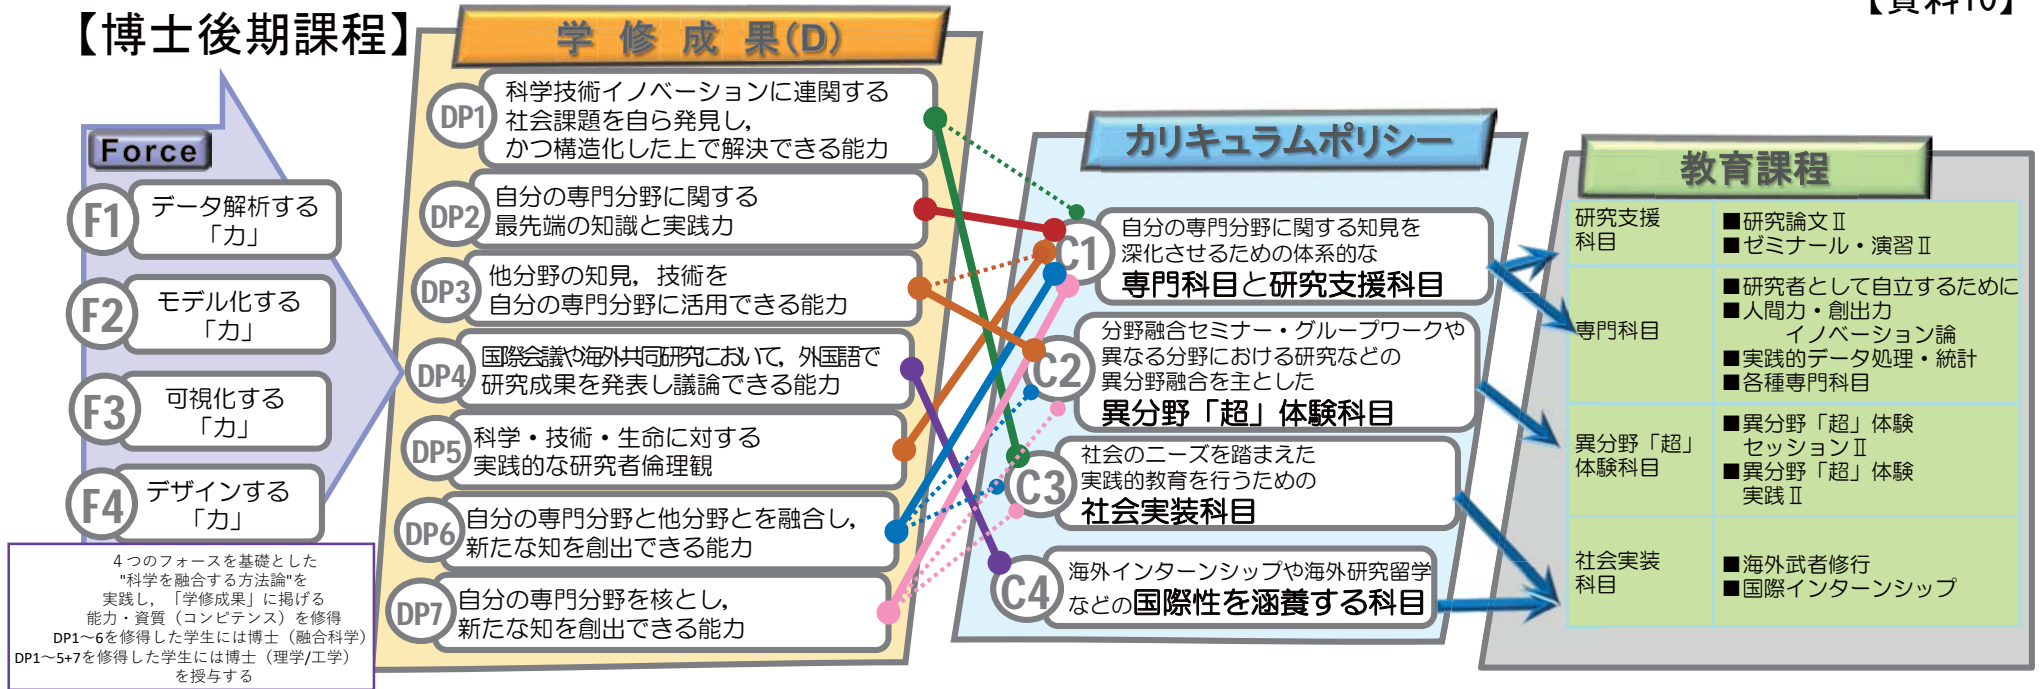 【資料10】
【博士後期課程】
Force
F1
データ解析する
「力」
F2
モデル化する
「力」
F3
可視化する
「力」
F4
デザインする
「力」
4つのフォースを基礎とした
"科学を融合する方法論"を
実践し，「学修成果」に掲げる
能力・資質（コンピテンス）を修得
DP1～6を修得した学生には博士（融合科学）
DP1～5+7を修得した学生には博士（理学/工学）
を授与する
学修成果(D)
DP1
科学技術イノベーションに連関する
社会課題を自ら発見し，
かつ構造化した上で解決できる能力
DP2
自分の専門分野に関する
最先端の知識と実践力
DP3
他分野の知見，技術を
自分の専門分野に活用できる能力
DP4
国際会議や海外共同研究において，外国語で
研究成果を発表し議論できる能力
DP5
科学・技術・生命に対する
実践的な研究者倫理観
DP6
自分の専門分野と他分野とを融合し，
新たな知を創出できる能力
DP7
自分の専門分野を核とし，
新たな知を創出できる能力
カリキュラムポリシー
C1
自分の専門分野に関する知見を
深化させるための体系的な
専門科目と研究支援科目
C2
分野融合セミナー・グループワークや
異なる分野における研究などの
異分野融合を主とした
異分野「超」体験科目
C3
社会のニーズを踏まえた
実践的教育を行うための
社会実装科目
C4
海外インターンシップや海外研究留学
などの国際性を涵養する科目
教育課程
研究支援
科目
■研究論文Ⅱ
■ゼミナール・演習Ⅱ
専門科目
■研究者として自立するために
■人間力・創出力
イノベーション論
■実践的データ処理・統計
■各種専門科目
異分野「超」
体験科目
■異分野「超」体験
セッションⅡ
■異分野「超」体験
実践Ⅱ
社会実装
科目
■海外武者修行
■国際インターンシップ